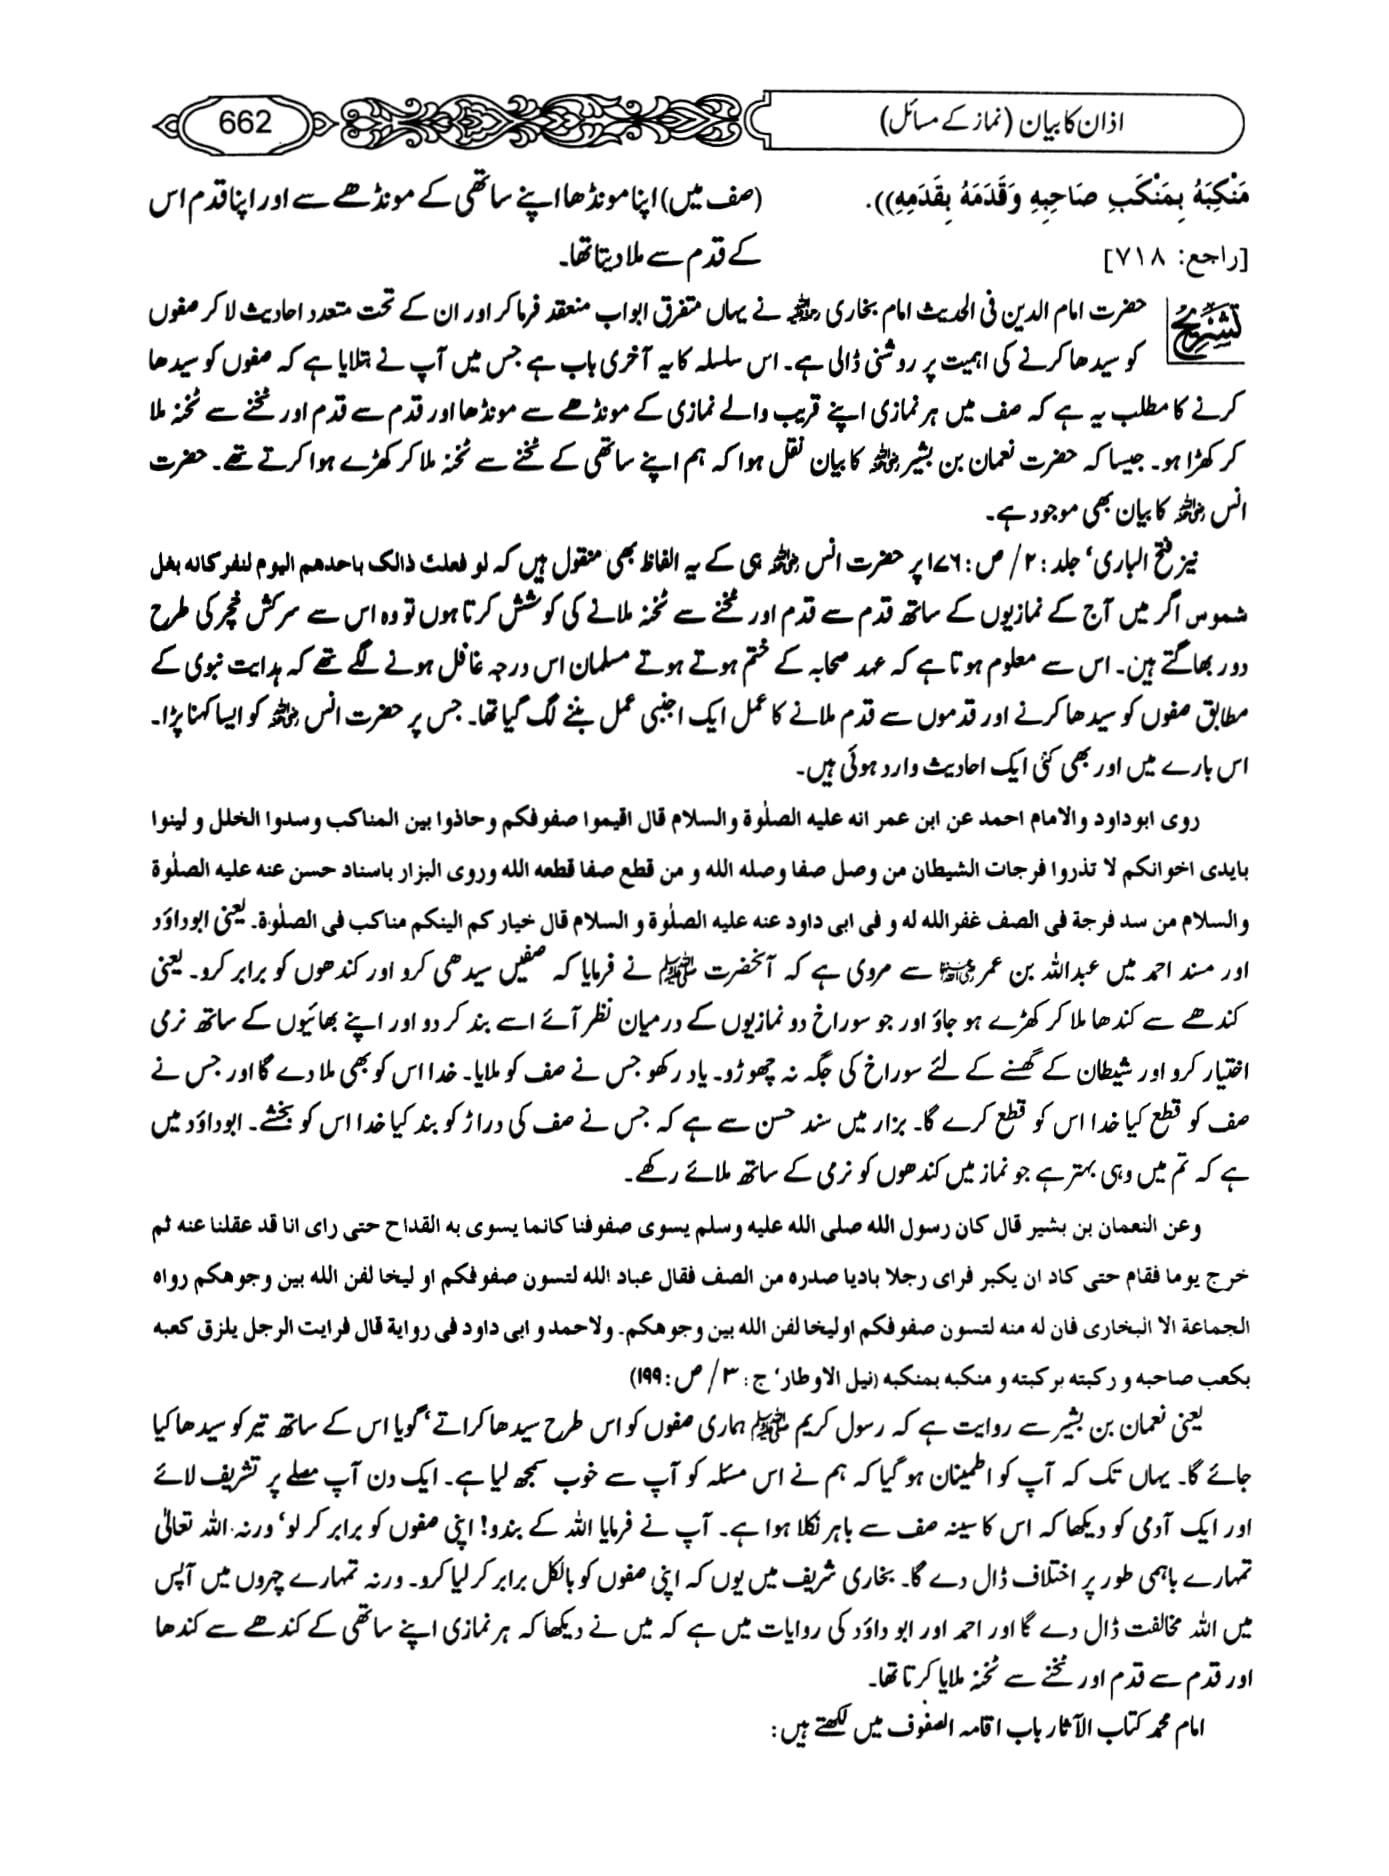 اذان کا بیان (نماز کے مسائل)
662
مَنْکِبَهُ بِمَنْکَبِ صَاحِبِهِ وَقَدَمَهُ بِقَدَمِهِ)).
[راجع: ٧١٨]
(صف میں) اپنا مونڈھا اپنے ساتھی کے مونڈھے سے اور اپنا قدم اس
کے قدم سے ملا دیتا تھا۔
تشریح
حضرت امام الدین فی الحدیث امام بخاری رحمہ اللہ نے یہاں متفرق ابواب منعقد فرما کر اور ان کے تحت متعدد احادیث لا کر صفوں
کو سیدھا کرنے کی اہمیت پر روشنی ڈالی ہے۔ اس سلسلہ کا یہ آخری باب ہے جس میں آپ نے بتلایا ہے کہ صفوں کو سیدھا
کرنے کا مطلب یہ ہے کہ صف میں ہر نمازی اپنے قریب والے نمازی کے مونڈھے سے مونڈھا اور قدم سے قدم اور ٹخنے سے ٹخنہ ملا
کر کھڑا ہو۔ جیسا کہ حضرت نعمان بن بشیر رضی اللہ عنہ کا بیان نقل ہوا کہ ہم اپنے ساتھی کے ٹخنے سے ٹخنہ ملا کر کھڑے ہوا کرتے تھے۔ حضرت
انس رضی اللہ عنہ کا بیان بھی موجود ہے۔
نیز فتح الباری، جلد : ۲/ ص : ۱۷۶ پر حضرت انس رضی اللہ عنہ ہی کے یہ الفاظ بھی منقول ہیں کہ لو فعلت ذالک باحدهم الیوم لنفر کانه بغل
شموس اگر میں آج کے نمازیوں کے ساتھ قدم سے قدم اور ٹخنے سے ٹخنہ ملانے کی کوشش کرتا ہوں تو وہ اس سے سرکش خچر کی طرح
دور بھاگتے ہیں۔ اس سے معلوم ہوتا ہے کہ عہد صحابہ کے ختم ہوتے ہوتے مسلمان اس درجہ غافل ہونے لگے تھے کہ ہدایت نبوی کے
مطابق صفوں کو سیدھا کرنے اور قدموں سے قدم ملانے کا عمل ایک اجنبی عمل بننے لگ گیا تھا۔ جس پر حضرت انس رضی اللہ عنہ کو ایسا کہنا پڑا۔
اس بارے میں اور بھی کئی ایک احادیث وارد ہوئی ہیں۔
روی ابو داود والامام احمد عن ابن عمر انه علیه الصلوٰة والسلام قال اقیموا صفوفکم وحاذوا بین المناکب وسدوا الخلل و لینوا
بایدی اخوانکم لا تذروا فرجات الشیطان من وصل صفا وصله الله و من قطع صفا قطعه الله وروی البزار باسناد حسن عنه علیه الصلوٰة
والسلام من سد فرجة فی الصف غفر الله له و فی ابی داود عنه علیه الصلوٰة و السلام قال خیار کم الینکم مناکب فی الصلوٰة۔ یعنی ابوداؤد
اور مسند احمد میں عبداللہ بن عمر رضی اللہ عنہما سے مروی ہے کہ آنحضرت صلی اللہ علیہ وسلم نے فرمایا کہ صفیں سیدھی کرو اور کندھوں کو برابر کرو۔ یعنی
کندھے سے کندھا ملا کر کھڑے ہو جاؤ اور جو سوراخ دو نمازیوں کے درمیان نظر آئے اسے بند کر دو اور اپنے بھائیوں کے ساتھ نرمی
اختیار کرو اور شیطان کے گھسنے کے لئے سوراخ کی جگہ نہ چھوڑو۔ یاد رکھو جس نے صف کو ملایا۔ خدا اس کو بھی ملا دے گا اور جس نے
صف کو قطع کیا خدا اس کو قطع کرے گا۔ بزار میں سند حسن سے ہے کہ جس نے صف کی دراڑ کو بند کیا خدا اس کو بخشے۔ ابوداؤد میں
ہے کہ تم میں وہی بہتر ہے جو نماز میں کندھوں کو نرمی کے ساتھ ملائے رکھے۔
وعن النعمان بن بشیر قال کان رسول الله صلی الله علیه وسلم یسوی صفوفنا کانما یسوی به القداح حتی رای انا قد عقلنا عنه ثم
خرج یوما فقام حتی کاد ان یکبر فرای رجلا بادیا صدره من الصف فقال عباد الله لتسون صفوفکم او لیخا لفن الله بین وجوهکم رواه
الجماعة الا البخاری فان له منه لتسون صفوفکم اولیخا لفن الله بین وجوهکم۔ ولاحمد و ابی داود فی روایة قال فرایت الرجل یلزق کعبه
بکعب صاحبه و رکبته برکبته و منکبه بمنکبه (نیل الاوطار، ج : ۳/ ص : ۱۹۹)
یعنی نعمان بن بشیر سے روایت ہے کہ رسول کریم صلی اللہ علیہ وسلم ہماری صفوں کو اس طرح سیدھا کراتے، گویا اس کے ساتھ تیر کو سیدھا کیا
جائے گا۔ یہاں تک کہ آپ کو اطمینان ہو گیا کہ ہم نے اس مسئلہ کو آپ سے خوب سمجھ لیا ہے۔ ایک دن آپ مصلے پر تشریف لائے
اور ایک آدمی کو دیکھا کہ اس کا سینہ صف سے باہر نکلا ہوا ہے۔ آپ نے فرمایا اللہ کے بندو! اپنی صفوں کو برابر کر لو، ورنہ اللہ تعالیٰ
تمہارے باہمی طور پر اختلاف ڈال دے گا۔ بخاری شریف میں یوں کہ اپنی صفوں کو بالکل برابر کر لیا کرو۔ ورنہ تمہارے چہروں میں آپس
میں اللہ مخالفت ڈال دے گا اور احمد اور ابو داؤد کی روایات میں ہے کہ میں نے دیکھا کہ ہر نمازی اپنے ساتھی کے کندھے سے کندھا
اور قدم سے قدم اور ٹخنے سے ٹخنہ ملایا کرتا تھا۔
امام محمد کتاب الآثار باب اقامہ الصفوف میں لکھتے ہیں :